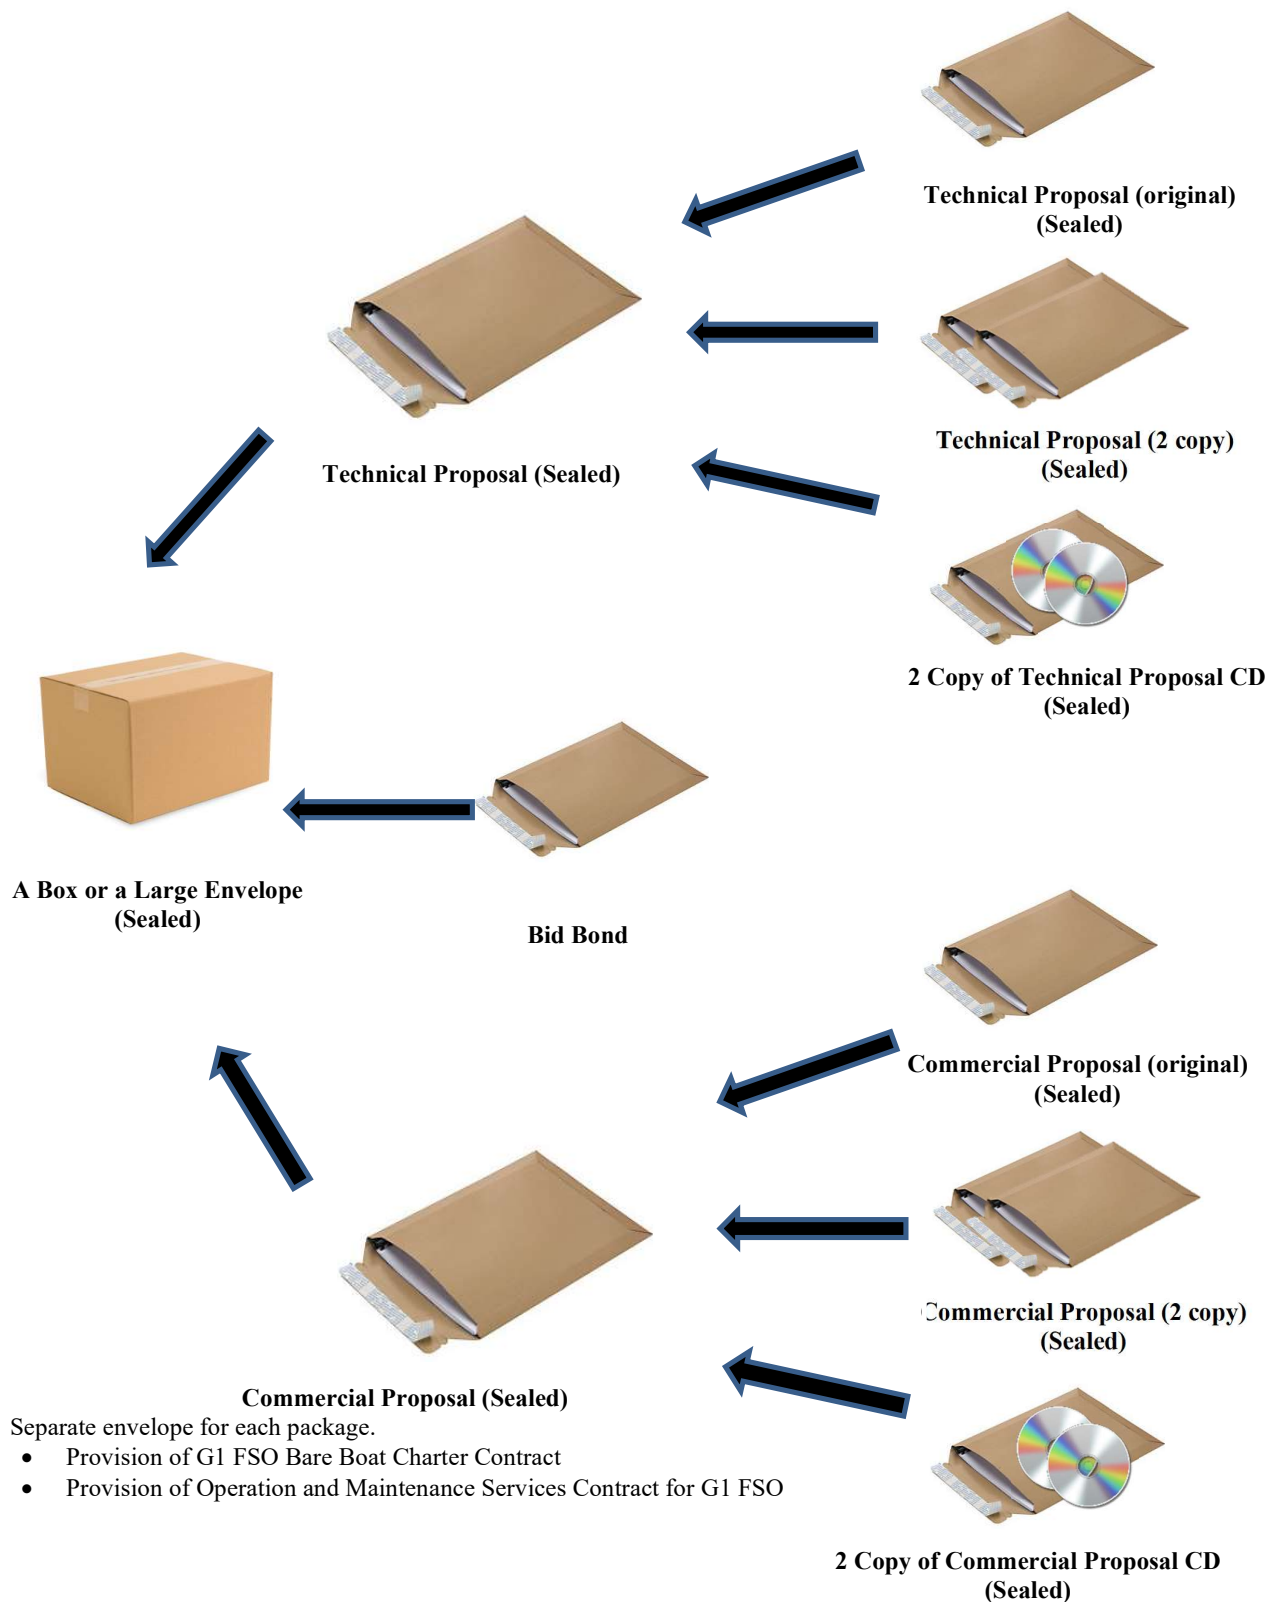 Technical Proposal (original)
(Sealed)
Technical Proposal (2 copy)
(Sealed)
Technical Proposal (Sealed)
2 Copy of Technical Proposal CD
(Sealed)
A Box or a Large Envelope
(Sealed)
Bid Bond
Commercial Proposal (original)
(Sealed)
Commercial Proposal (2 copy)
(Sealed)
Commercial Proposal (Sealed)
Separate envelope for each package.
• Provision of G1 FSO Bare Boat Charter Contract
• Provision of Operation and Maintenance Services Contract for G1 FSO
2 Copy of Commercial Proposal CD
(Sealed)